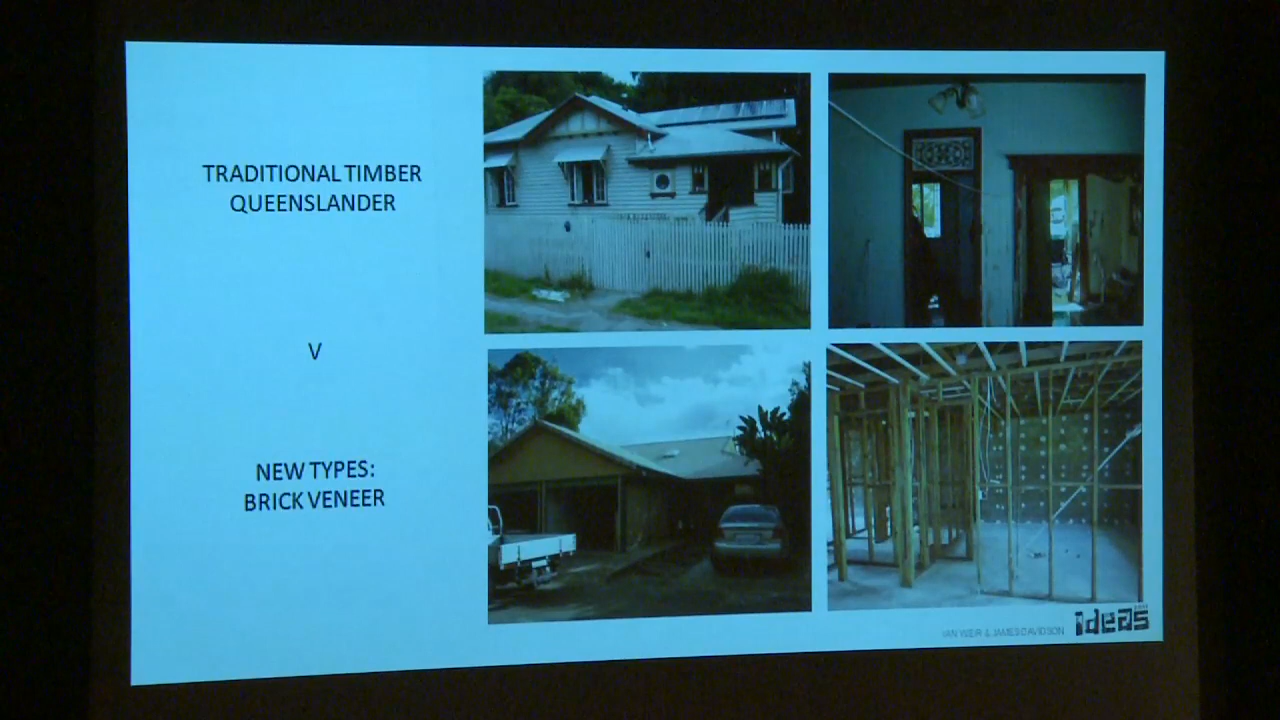 TRADITIONAL TIMBER
QUEENSLANDER
V
NEW TYPES:
BRICK VENEER
IAN WEIR & JAMES DAVIDSON
ideas